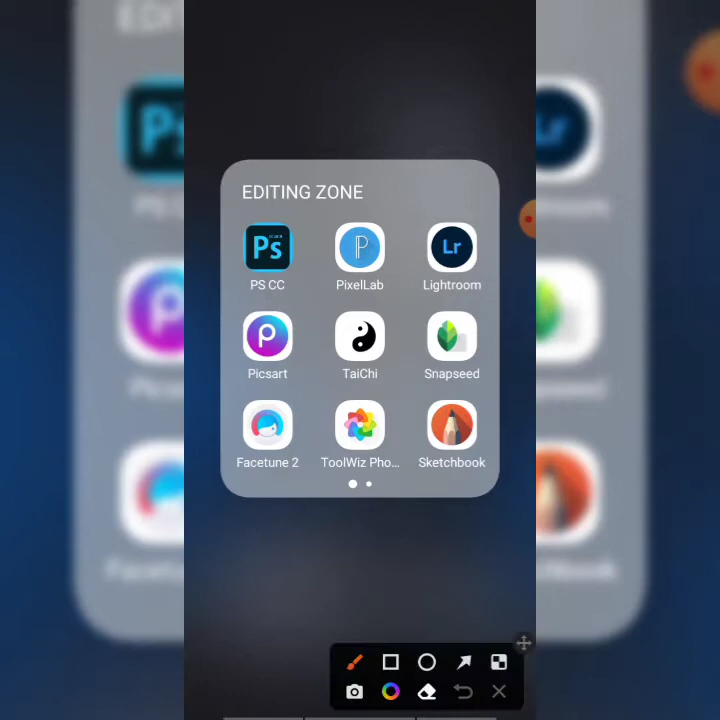 EDITING ZONE
Ps
P
Lr
PS CC
PixelLab
Lightroom
P
Picsart
TaiChi
Snapseed
Facetune 2
ToolWiz Pho...
Sketchbook